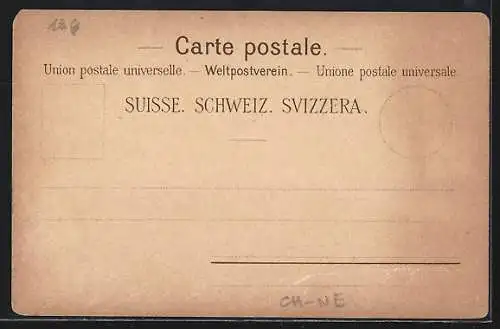 — Carte postale. —
Union postale universelle. — Weltpostverein. — Unione postale universale
SUISSE. SCHWEIZ. SVIZZERA.
CH-NE